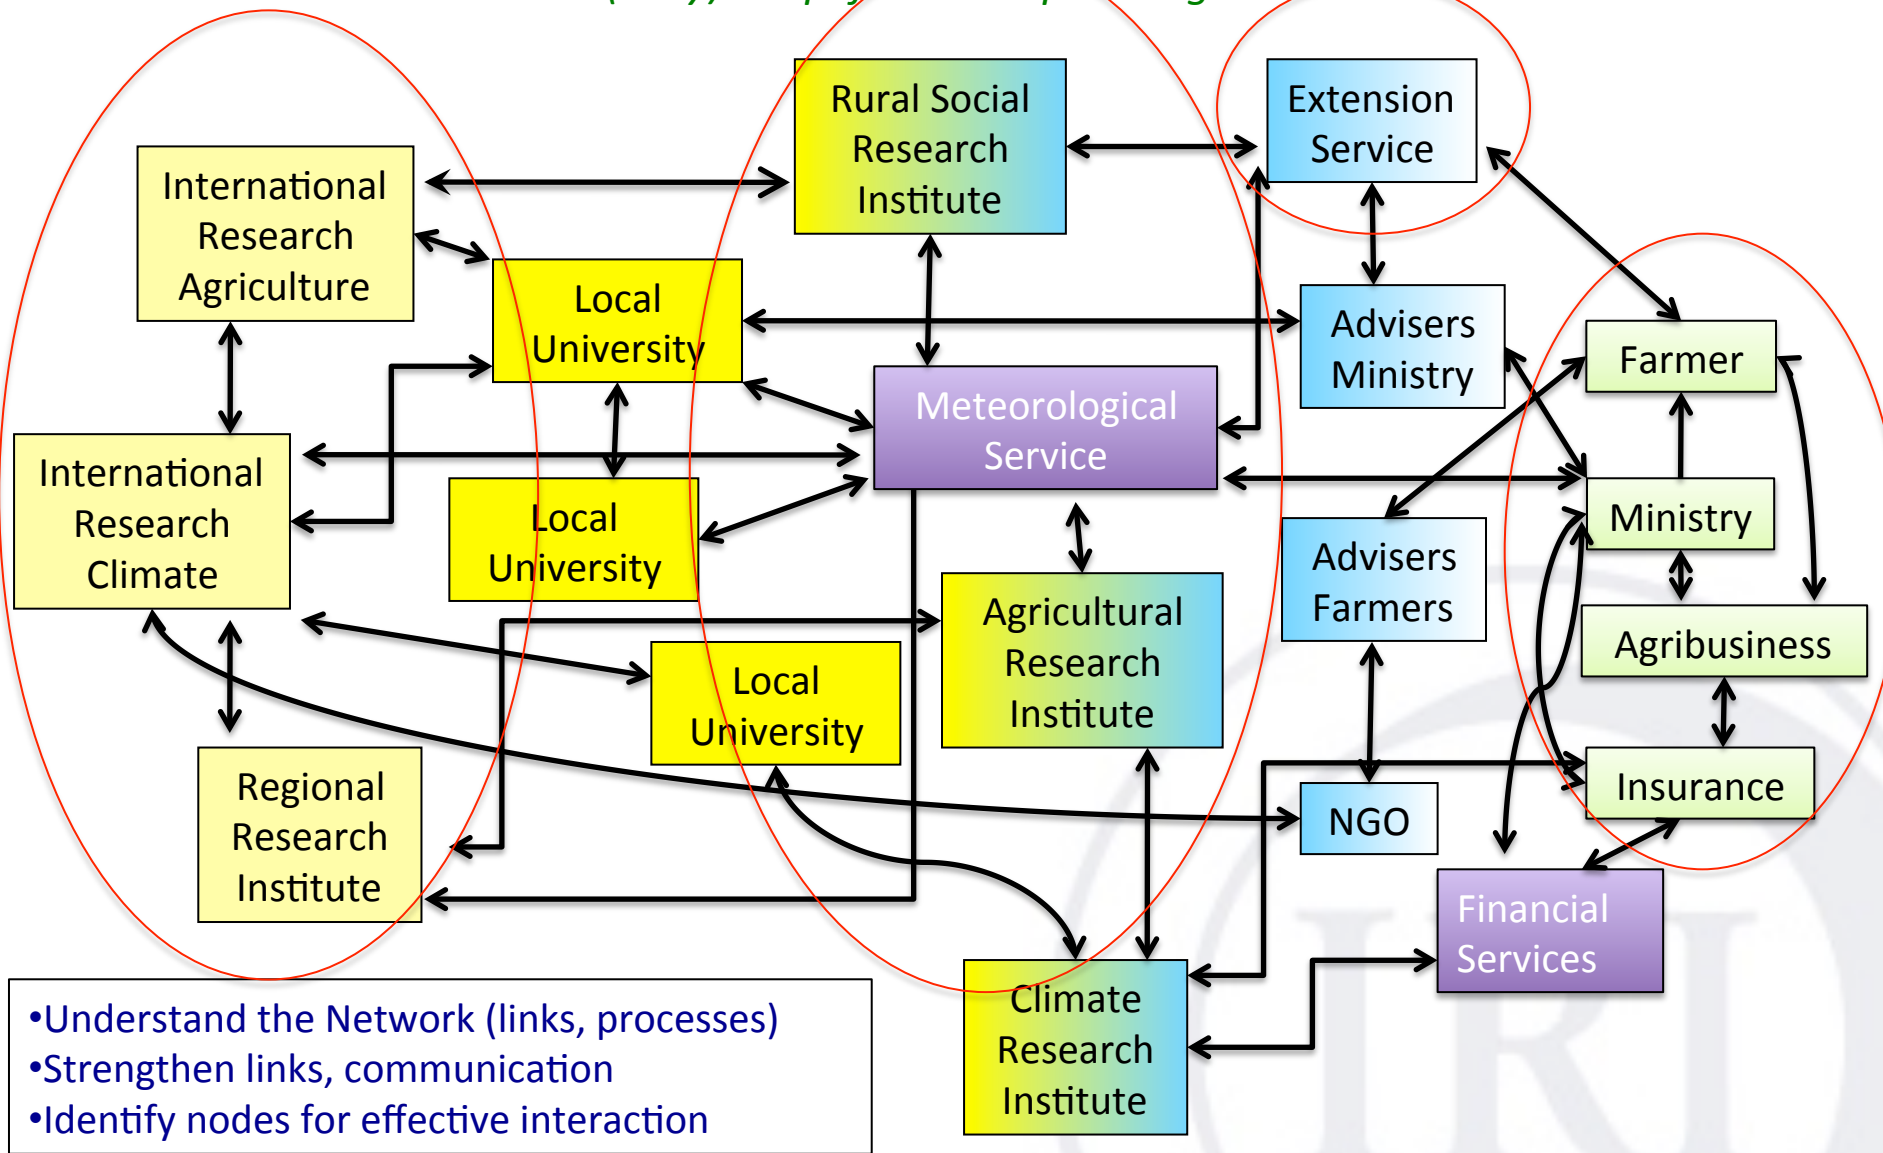 Rural Social
Research
Institute
Extension
Service
International
Research
Agriculture
Local
University
Advisers
Ministry
Farmer
Meteorological
Service
International
Research
Climate
Local
University
Ministry
Advisers
Farmers
Agricultural
Research
Institute
Agribusiness
Local
University
Regional
Research
Institute
NGO
Insurance
Financial
Services
Climate
Research
Institute
•Understand the Network (links, processes)
•Strengthen links, communication
•Identify nodes for effective interaction
IRI